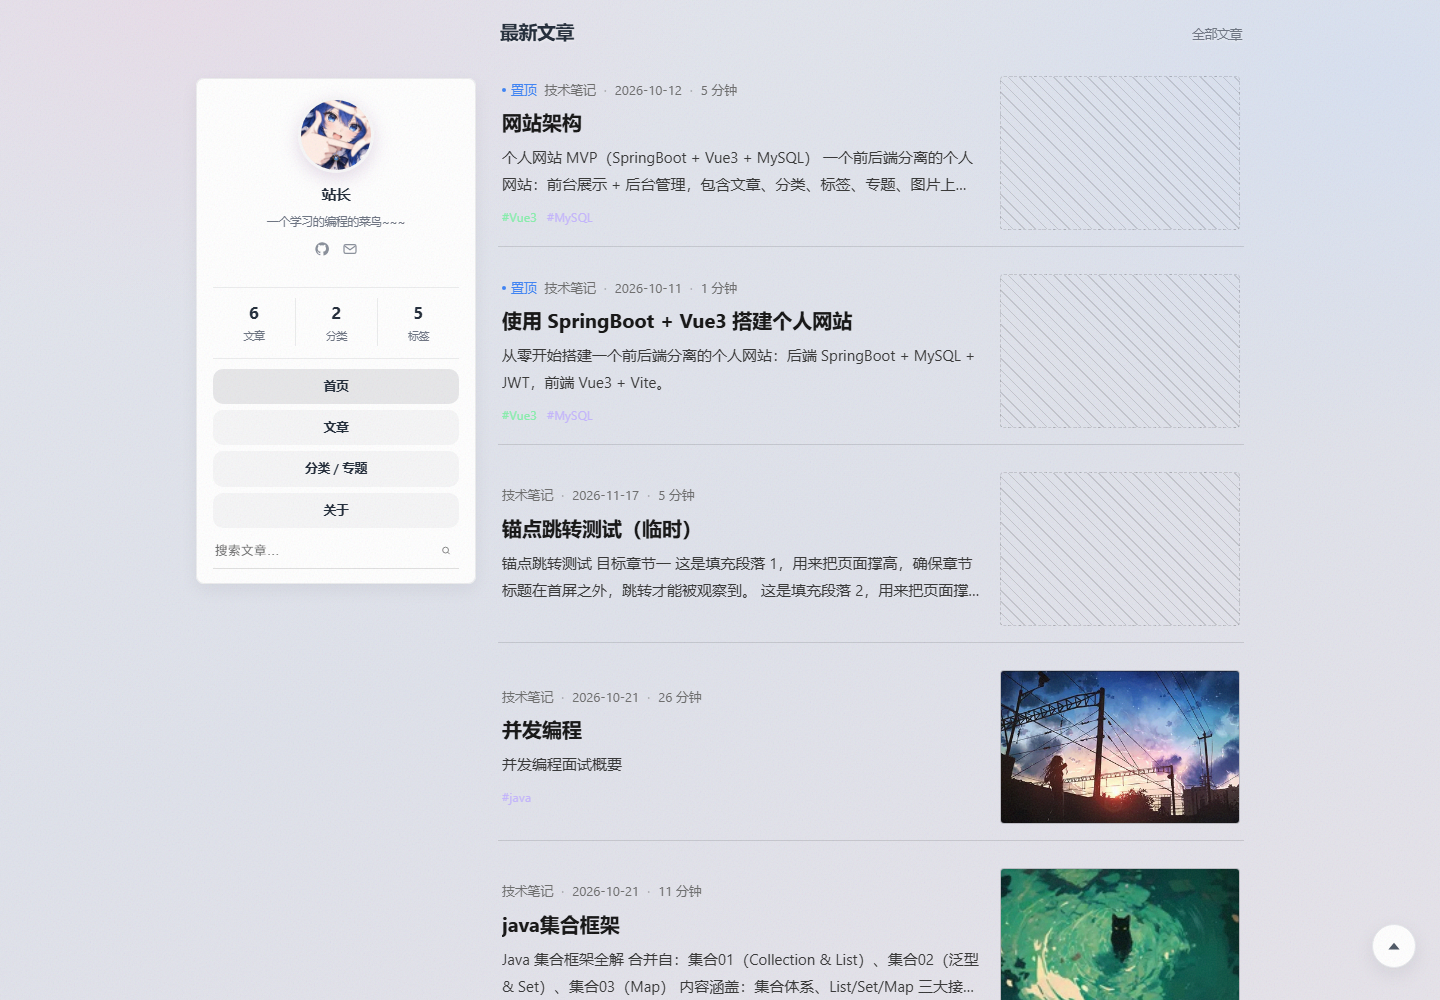 最新文章
全部文章
站长
一个学习的编程的菜鸟~~~
6
文章
2
分类
5
标签
首页
文章
分类 / 专题
关于
搜索文章...
• 置顶 技术笔记 · 2026-10-12 · 5 分钟
网站架构
个人网站 MVP（SpringBoot + Vue3 + MySQL） 一个前后端分离的个人
网站：前台展示 + 后台管理，包含文章、分类、标签、专题、图片上...
#Vue3 #MySQL
• 置顶 技术笔记 · 2026-10-11 · 1 分钟
使用 SpringBoot + Vue3 搭建个人网站
从零开始搭建一个前后端分离的个人网站：后端 SpringBoot + MySQL +
JWT，前端 Vue3 + Vite。
#Vue3 #MySQL
技术笔记 · 2026-11-17 · 5 分钟
锚点跳转测试（临时）
锚点跳转测试 目标章节一 这是填充段落 1，用来把页面撑高，确保章节
标题在首屏之外，跳转才能被观察到。 这是填充段落 2，用来把页面撑...
技术笔记 · 2026-10-21 · 26 分钟
并发编程
并发编程面试概要
#java
技术笔记 · 2026-10-21 · 11 分钟
java集合框架
Java 集合框架全解 合并自：集合01（Collection & List）、集合02（泛型
& Set）、集合03（Map） 内容涵盖：集合体系、List/Set/Map 三大接...